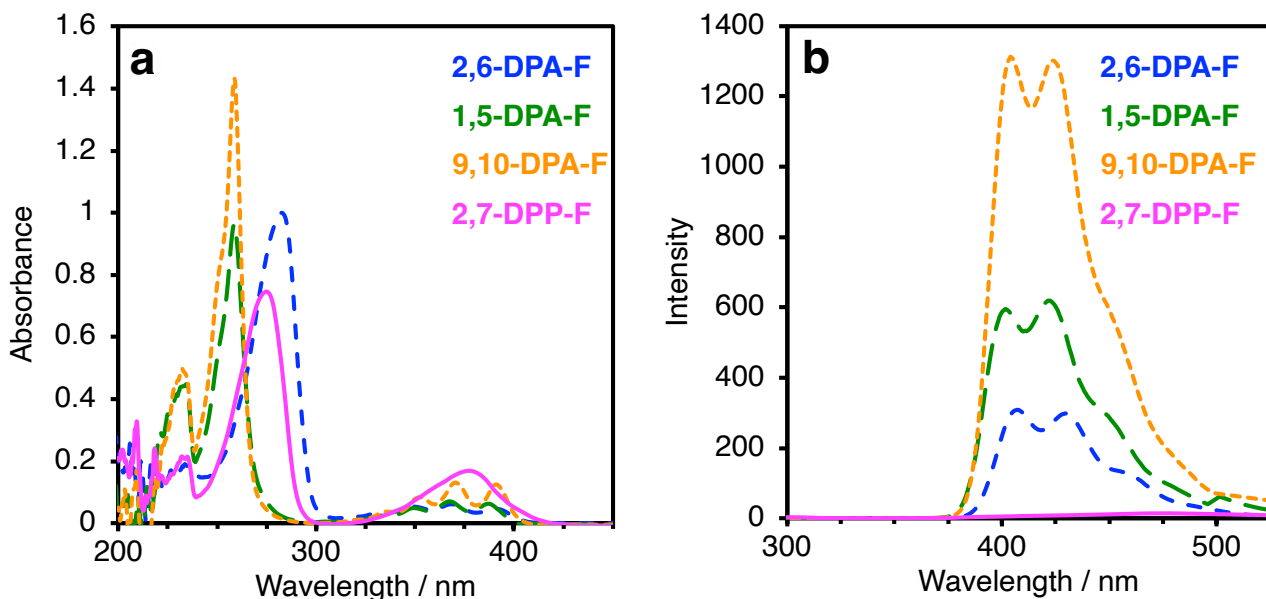 a
1.6
1.4
1.2
1
0.8
0.6
0.4
0.2
0
Absorbance
200
300
400
Wavelength / nm
2,6-DPA-F
1,5-DPA-F
9,10-DPA-F
2,7-DPP-F
b
1400
1200
1000
800
600
400
200
0
Intensity
300
400
500
Wavelength / nm
2,6-DPA-F
1,5-DPA-F
9,10-DPA-F
2,7-DPP-F